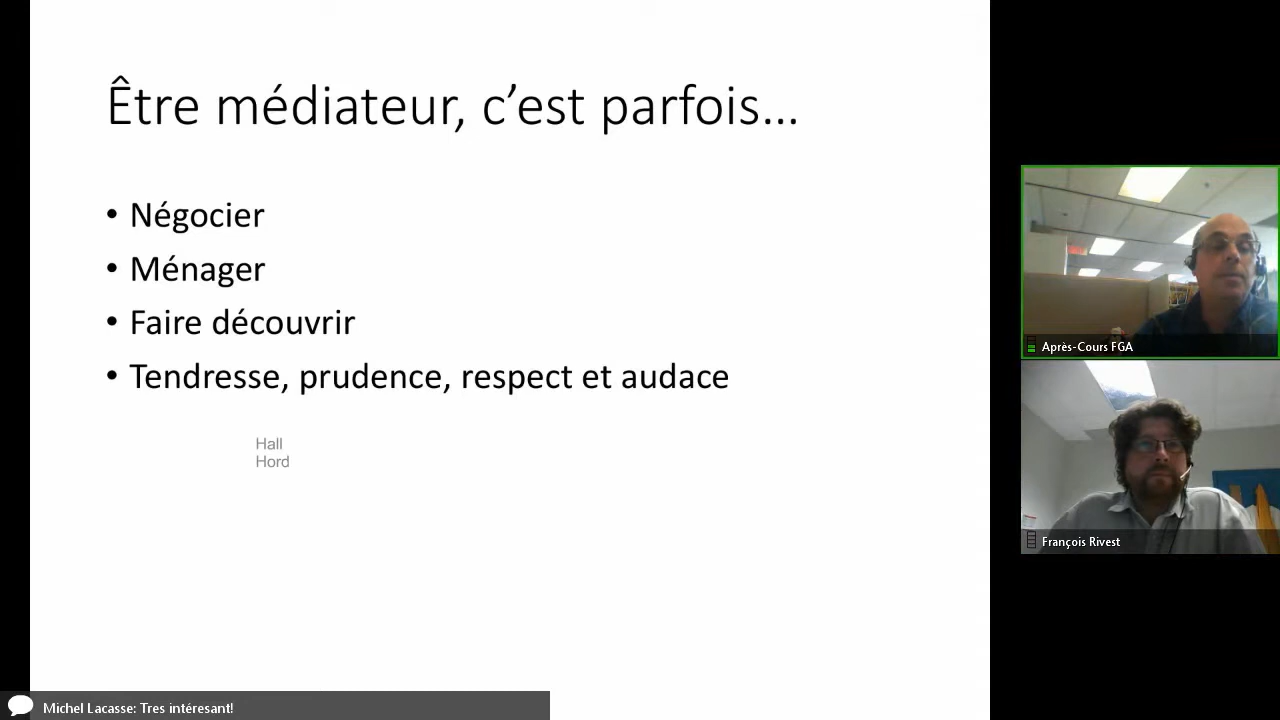 Être médiateur, c’est parfois…
• Négocier
• Ménager
• Faire découvrir
• Tendresse, prudence, respect et audace
Hall
Hord
Après-Cours FGA
François Rivest
Michel Lacasse: Tres intéresant!